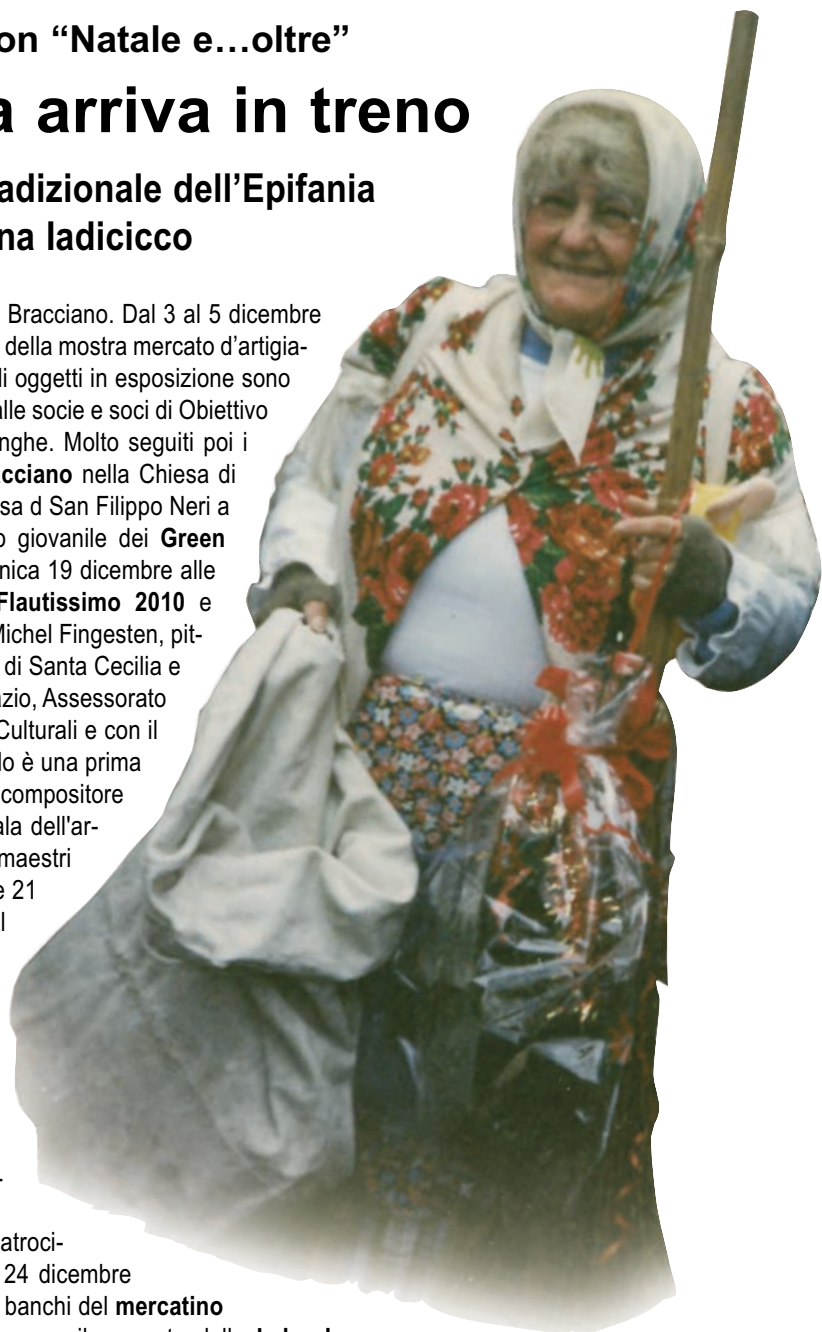 on “Natale e…oltre”
a arriva in treno
adizionale dell’Epifania
na Iadicicco
Bracciano. Dal 3 al 5 dicembre
della mostra mercato d’artigia-
li oggetti in esposizione sono
alle socie e soci di Obiettivo
nghe. Molto seguiti poi i
acciano nella Chiesa di
sa d San Filippo Neri a
o giovanile dei Green
nica 19 dicembre alle
Flautissimo 2010 e
Michel Fingesten, pit-
di Santa Cecilia e
azio, Assessorato
Culturali e con il
lo è una prima
compositore
ala dell'ar-
maestri
e 21
l
-
atroci-
24 dicembre
banchi del mercatino